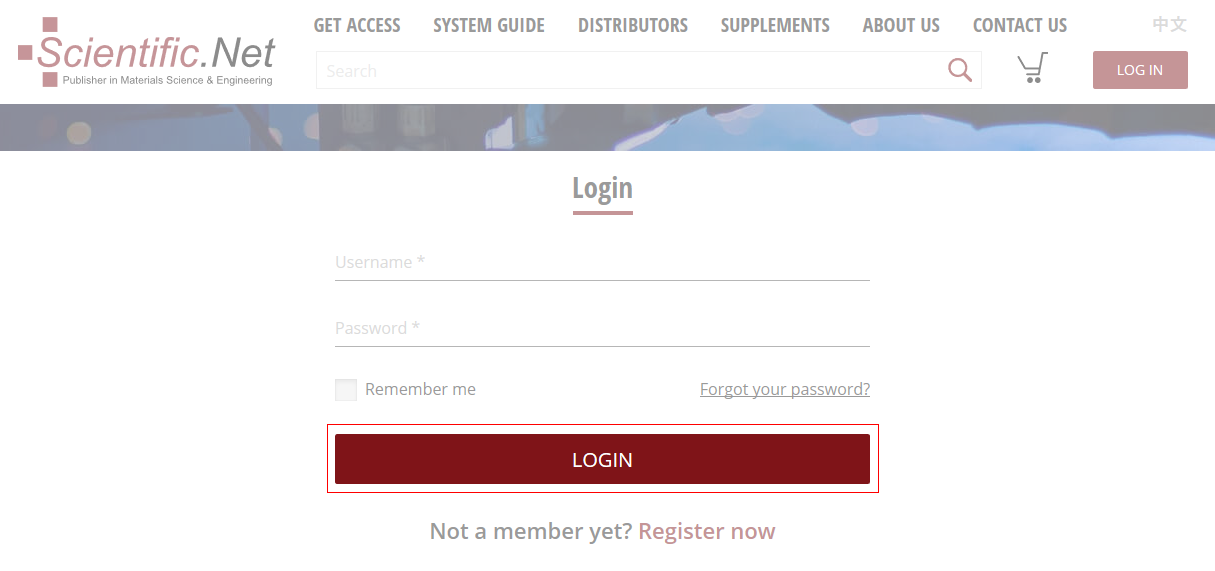 Scientific.Net
Publisher in Materials Science & Engineering
GET ACCESS SYSTEM GUIDE DISTRIBUTORS SUPPLEMENTS ABOUT US CONTACT US 中文
Search
LOG IN
Login
Username *
Password *
Remember me Forgot your password?
LOGIN
Not a member yet? Register now